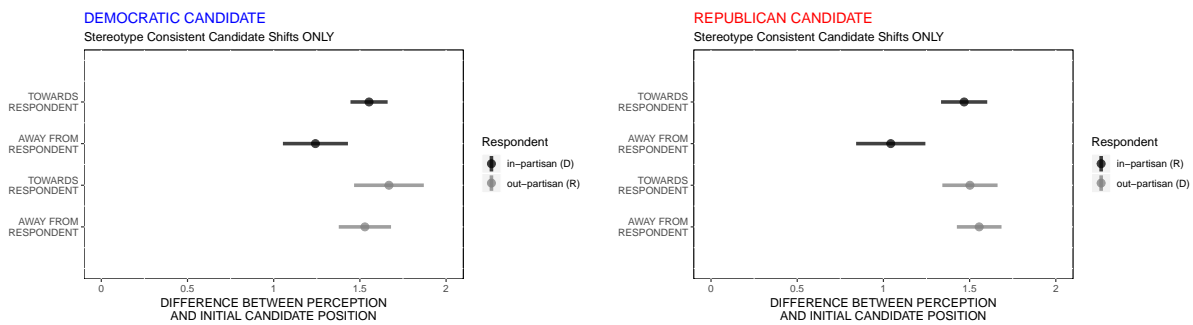 DEMOCRATIC CANDIDATE
Stereotype Consistent Candidate Shifts ONLY
TOWARDS
RESPONDENT
AWAY FROM
RESPONDENT
TOWARDS
RESPONDENT
AWAY FROM
RESPONDENT
0 0.5 1 1.5 2
DIFFERENCE BETWEEN PERCEPTION
AND INITIAL CANDIDATE POSITION
Respondent
in−partisan (D)
out−partisan (R)
REPUBLICAN CANDIDATE
Stereotype Consistent Candidate Shifts ONLY
TOWARDS
RESPONDENT
AWAY FROM
RESPONDENT
TOWARDS
RESPONDENT
AWAY FROM
RESPONDENT
0 0.5 1 1.5 2
DIFFERENCE BETWEEN PERCEPTION
AND INITIAL CANDIDATE POSITION
Respondent
in−partisan (R)
out−partisan (D)